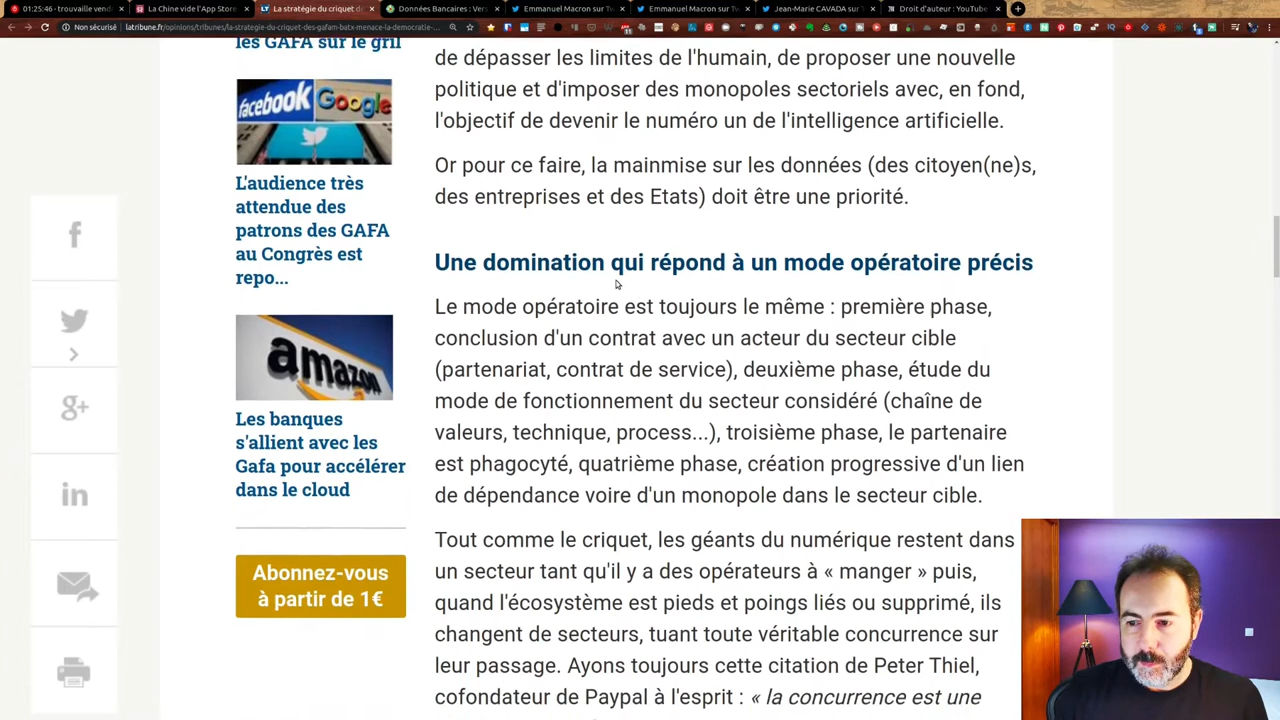 01:25:46 - trouvaille vend
La Chine vide l'App Store
La stratégie du criquet d
Données Bancaires : Vers
Emmanuel Macron sur Tw
Emmanuel Macron sur Tw
Jean-Marie CAVADA sur T
Droit d'auteur : YouTube
Non sécurisé
latribune.fr/opinions/tribunes/la-strategie-du-criquet-des-gafam-batx-menace-la-democratie-...
les GAFA sur le gril
facebook
Google
L'audience très
attendue des
patrons des GAFA
au Congrès est
repo...
amazon
Les banques
s'allient avec les
Gafa pour accélérer
dans le cloud
Abonnez-vous
à partir de 1€
de dépasser les limites de l'humain, de proposer une nouvelle
politique et d'imposer des monopoles sectoriels avec, en fond,
l'objectif de devenir le numéro un de l'intelligence artificielle.
Or pour ce faire, la mainmise sur les données (des citoyen(ne)s,
des entreprises et des Etats) doit être une priorité.
Une domination qui répond à un mode opératoire précis
Le mode opératoire est toujours le même : première phase,
conclusion d'un contrat avec un acteur du secteur cible
(partenariat, contrat de service), deuxième phase, étude du
mode de fonctionnement du secteur considéré (chaîne de
valeurs, technique, process...), troisième phase, le partenaire
est phagocyté, quatrième phase, création progressive d'un lien
de dépendance voire d'un monopole dans le secteur cible.
Tout comme le criquet, les géants du numérique restent dans
un secteur tant qu'il y a des opérateurs à « manger » puis,
quand l'écosystème est pieds et poings liés ou supprimé, ils
changent de secteurs, tuant toute véritable concurrence sur
leur passage. Ayons toujours cette citation de Peter Thiel,
cofondateur de Paypal à l'esprit : « la concurrence est une